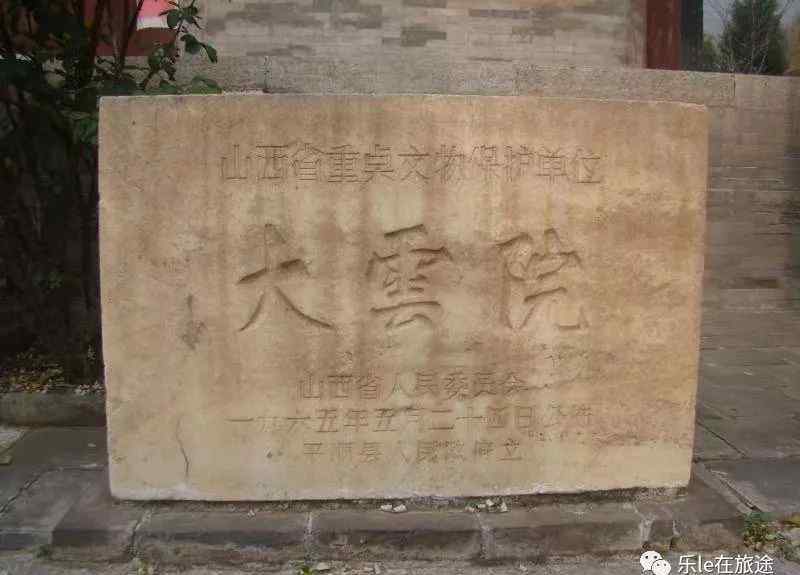 山西省重点文物保护单位
大雲院
山西省人民委员会
一九六五年五月二十四日公布
平顺县人民政府立
乐le在旅途